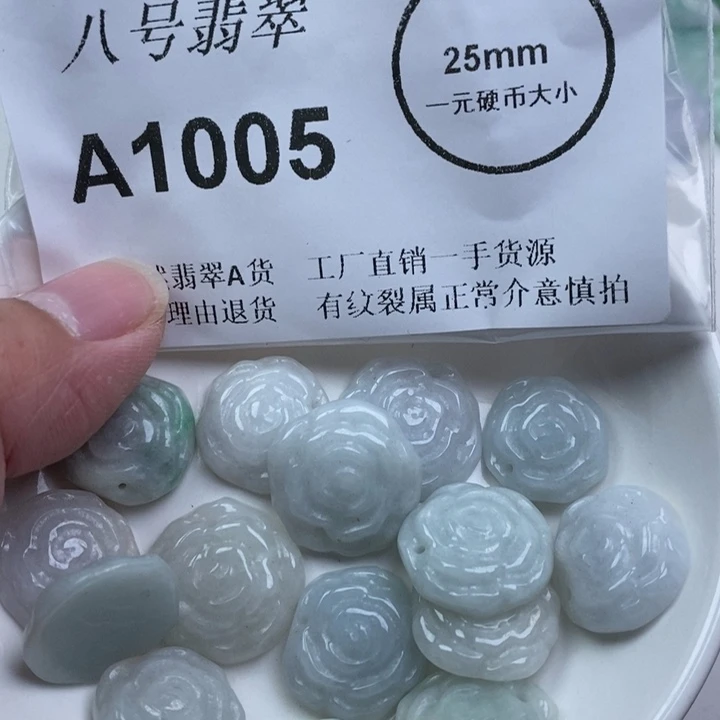 八号翡翠
25mm
一元硬币大小
A1005
翡翠A货 工厂直销一手货源
理由退货 有纹裂属正常介意慎拍